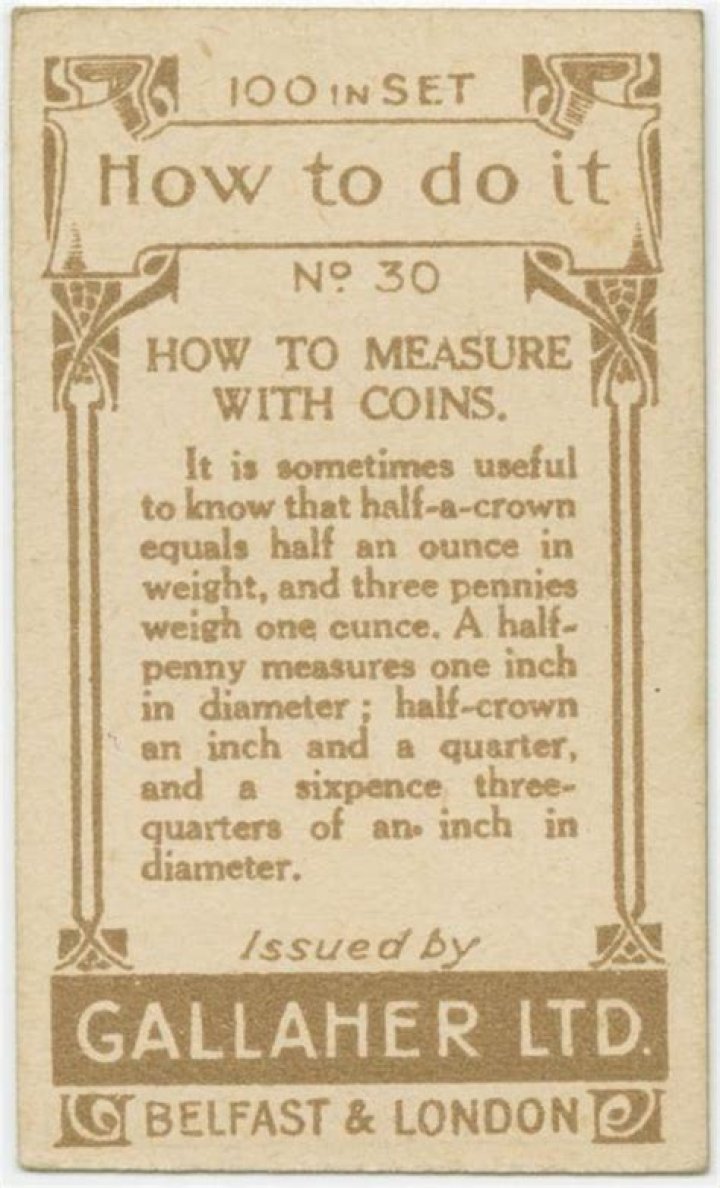 100 IN SET
How to do it
Nº 30
HOW TO MEASURE
WITH COINS.
It is sometimes useful
to know that half-a-crown
equals half an ounce in
weight, and three pennies
weigh one ounce. A half-
penny measures one inch
in diameter; half-crown
an inch and a quarter,
and a sixpence three-
quarters of an inch in
diameter.
Issued by
GALLAHER LTD.
BELFAST & LONDON